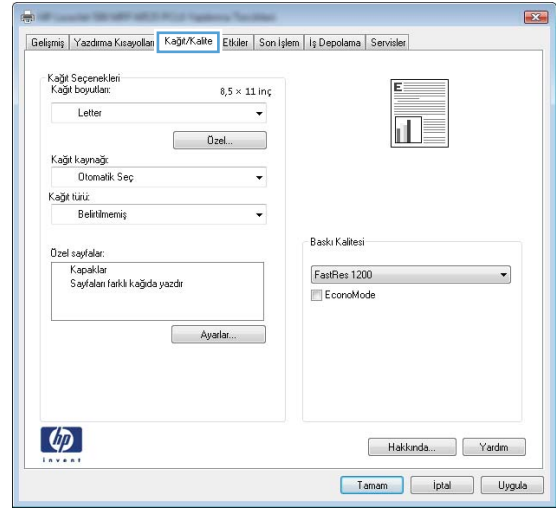 Gelişmiş Yazdırma Kısayolları Kağıt/Kalite Etkiler Son İşlem İş Depolama Servisler
Kağıt Seçenekleri
Kağıt boyutları: 8,5 × 11 inç
Letter
Özel...
Kağıt kaynağı:
Otomatik Seç
Kağıt türü:
Belirtilmemiş
Özel sayfalar:
Kapaklar
Sayfaları farklı kağıda yazdır
Ayarlar...
E
Baskı Kalitesi
FastRes 1200
EconoMode
hp
invent
Hakkında... Yardım
Tamam İptal Uygula